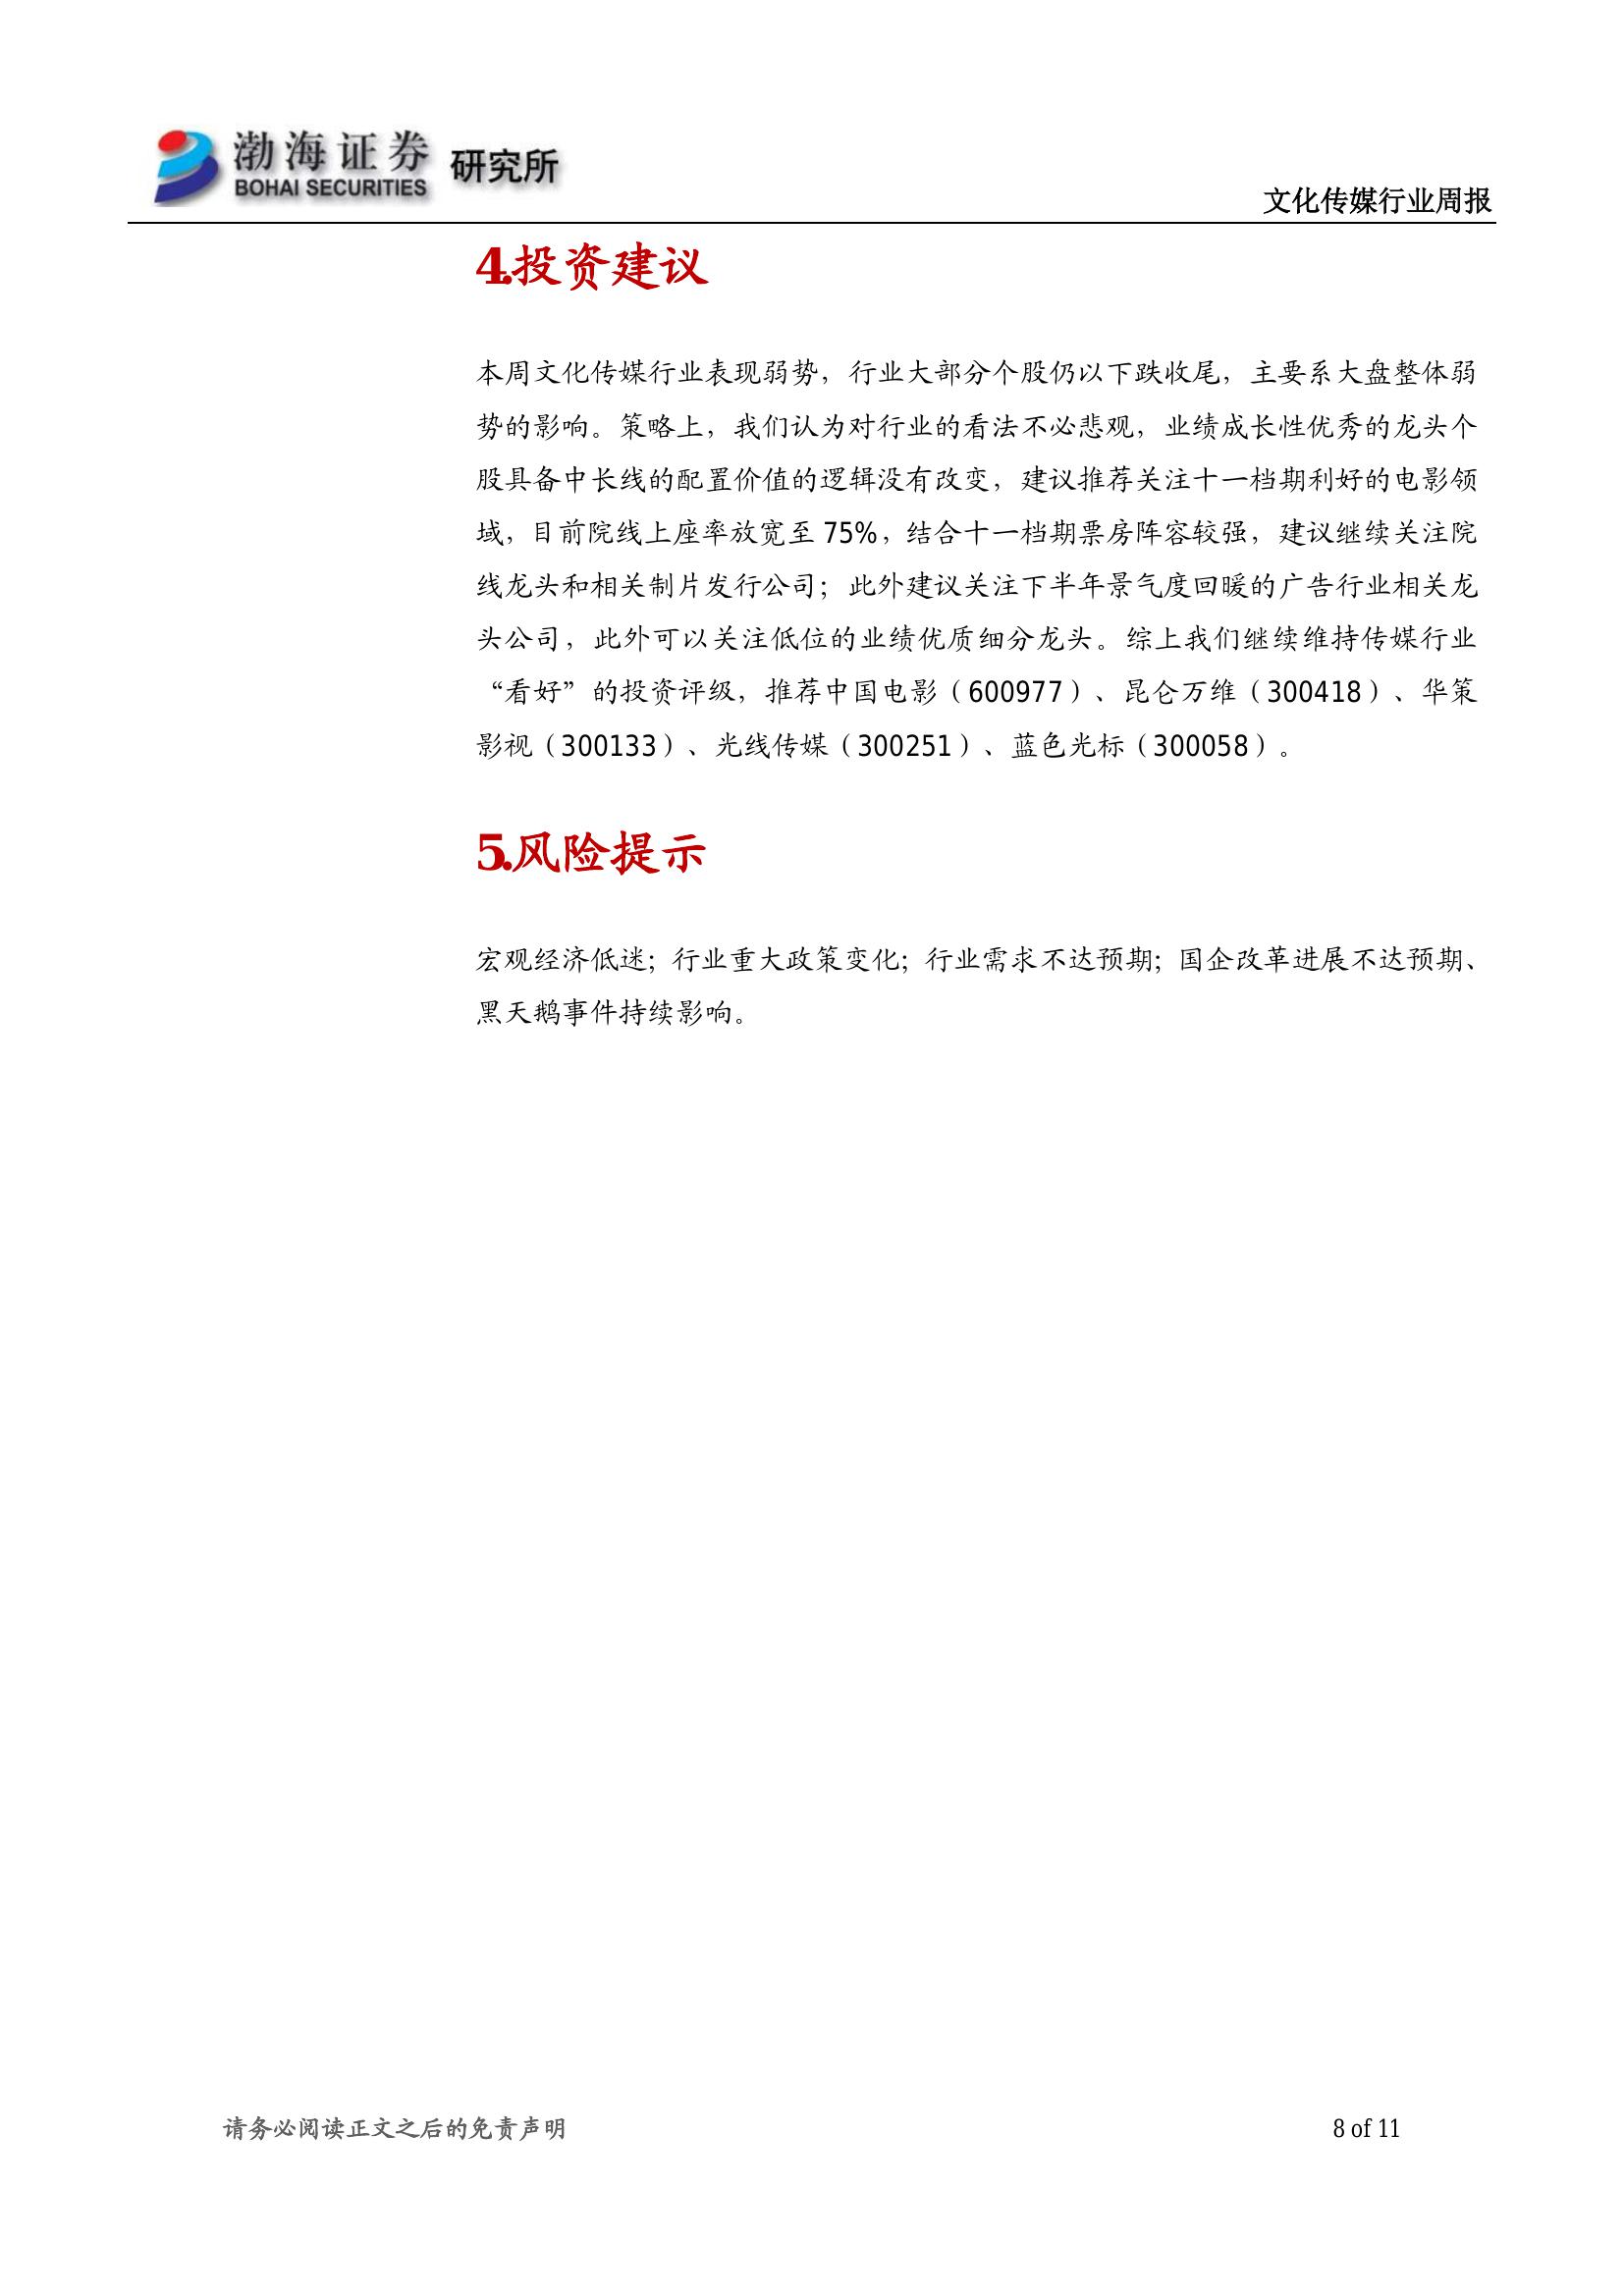 渤海证券 研究所
BOHAI SECURITIES
文化传媒行业周报
4.投资建议
本周文化传媒行业表现弱势，行业大部分个股仍以下跌收尾，主要系大盘整体弱
势的影响。策略上，我们认为对行业的看法不必悲观，业绩成长性优秀的龙头个
股具备中长线的配置价值的逻辑没有改变，建议推荐关注十一档期利好的电影领
域，目前院线上座率放宽至 75%，结合十一档期票房阵容较强，建议继续关注院
线龙头和相关制片发行公司；此外建议关注下半年景气度回暖的广告行业相关龙
头公司，此外可以关注低位的业绩优质细分龙头。综上我们继续维持传媒行业
“看好”的投资评级，推荐中国电影（600977）、昆仑万维（300418）、华策
影视（300133）、光线传媒（300251）、蓝色光标（300058）。
5.风险提示
宏观经济低迷；行业重大政策变化；行业需求不达预期；国企改革进展不达预期、
黑天鹅事件持续影响。
请务必阅读正文之后的免责声明
8 of 11